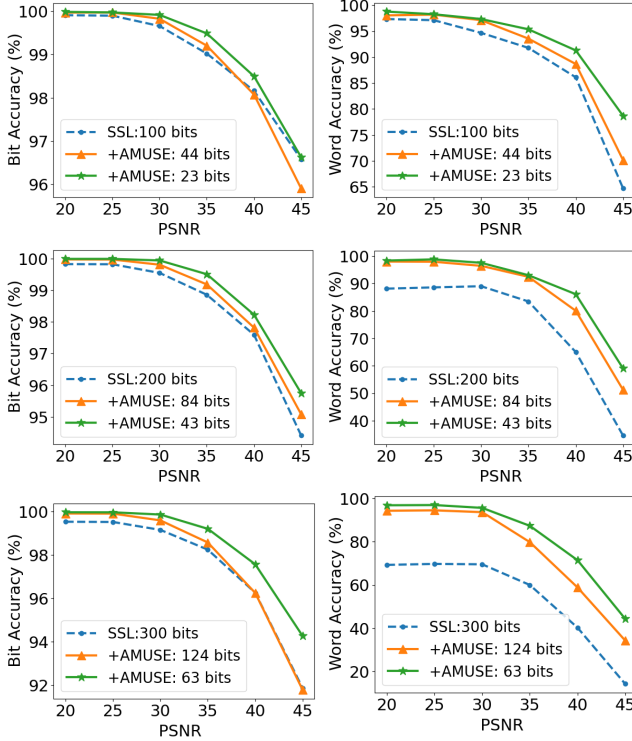 Bit Accuracy (%)
100
99
98
97
96
SSL:100 bits
+AMUSE: 44 bits
+AMUSE: 23 bits
20 25 30 35 40 45
PSNR
Word Accuracy (%)
100
95
90
85
80
75
70
65
SSL:100 bits
+AMUSE: 44 bits
+AMUSE: 23 bits
20 25 30 35 40 45
PSNR
Bit Accuracy (%)
100
99
98
97
96
95
SSL:200 bits
+AMUSE: 84 bits
+AMUSE: 43 bits
20 25 30 35 40 45
PSNR
Word Accuracy (%)
100
90
80
70
60
50
40
SSL:200 bits
+AMUSE: 84 bits
+AMUSE: 43 bits
20 25 30 35 40 45
PSNR
Bit Accuracy (%)
100
98
96
94
92
SSL:300 bits
+AMUSE: 124 bits
+AMUSE: 63 bits
20 25 30 35 40 45
PSNR
Word Accuracy (%)
100
80
60
40
20
SSL:300 bits
+AMUSE: 124 bits
+AMUSE: 63 bits
20 25 30 35 40 45
PSNR